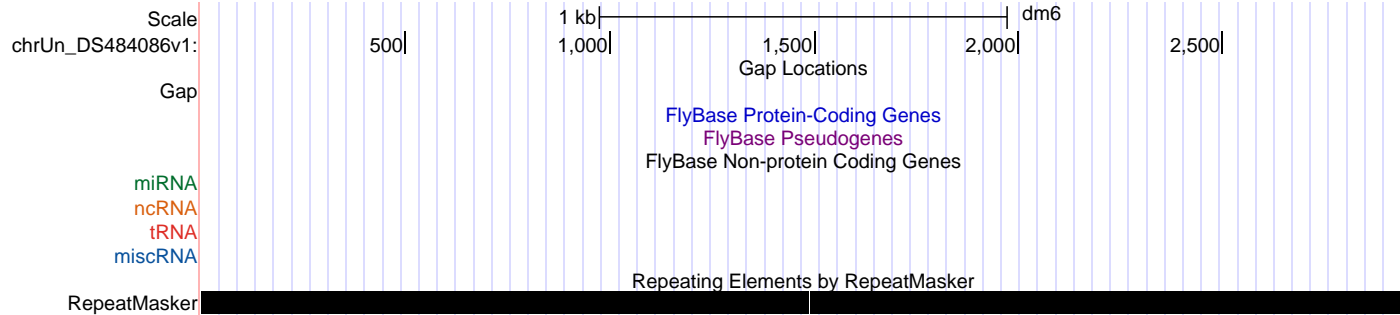 Scale 1 kb dm6
chrUn_DS484086v1: 500 1,000 1,500 2,000 2,500
Gap Locations
Gap
FlyBase Protein-Coding Genes
FlyBase Pseudogenes
FlyBase Non-protein Coding Genes
miRNA
ncRNA
tRNA
miscRNA
Repeating Elements by RepeatMasker
RepeatMasker